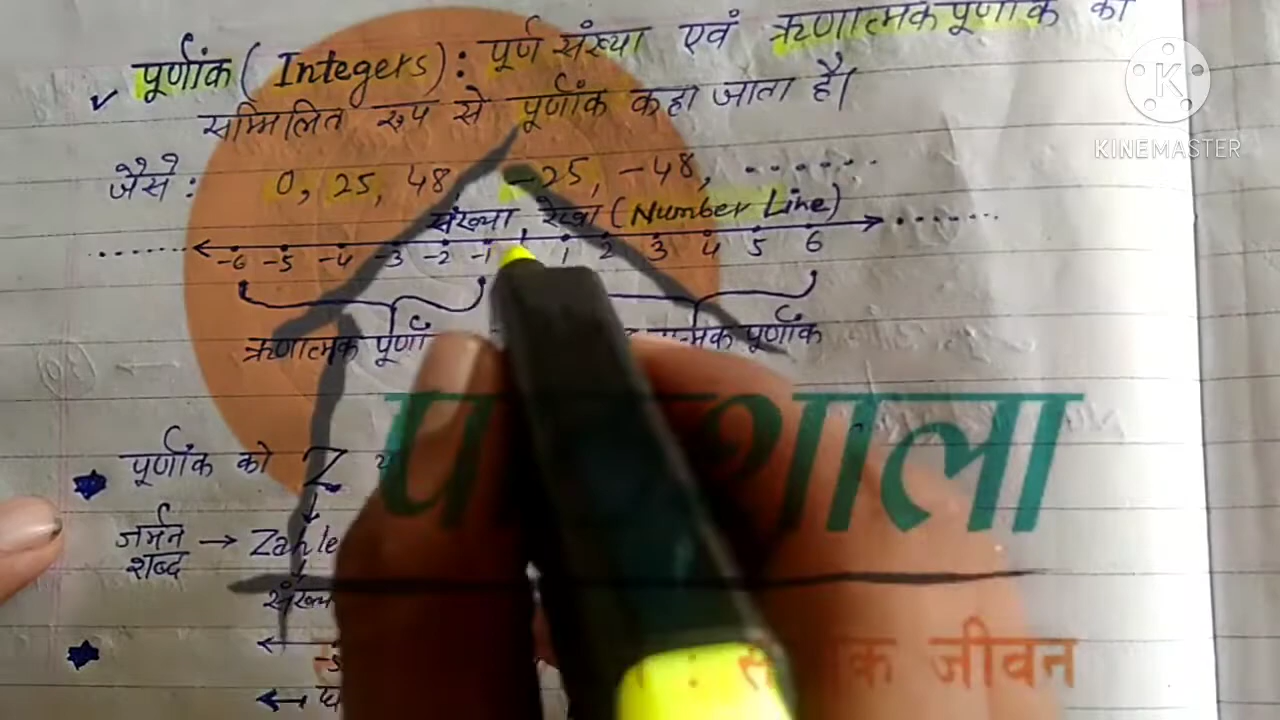 पूर्णांक ( Integers ) : पूर्ण संख्या एवं ऋणात्मक पूर्णांक को
सम्मिलित रूप से पूर्णांक कहा जाता है।
जैसे : 0, 25, 48, -25, -48, ......
संख्या रेखा ( Number Line )
-6 -5 -4 -3 -2 -1 1 2 3 4 5 6
ऋणात्मक पूर्णां त्मक पूर्णांक
पूर्णांक को Z
जर्मन → Zahle
शब्द
संख्य
K
KINEMASTER
शाला
क जीवन